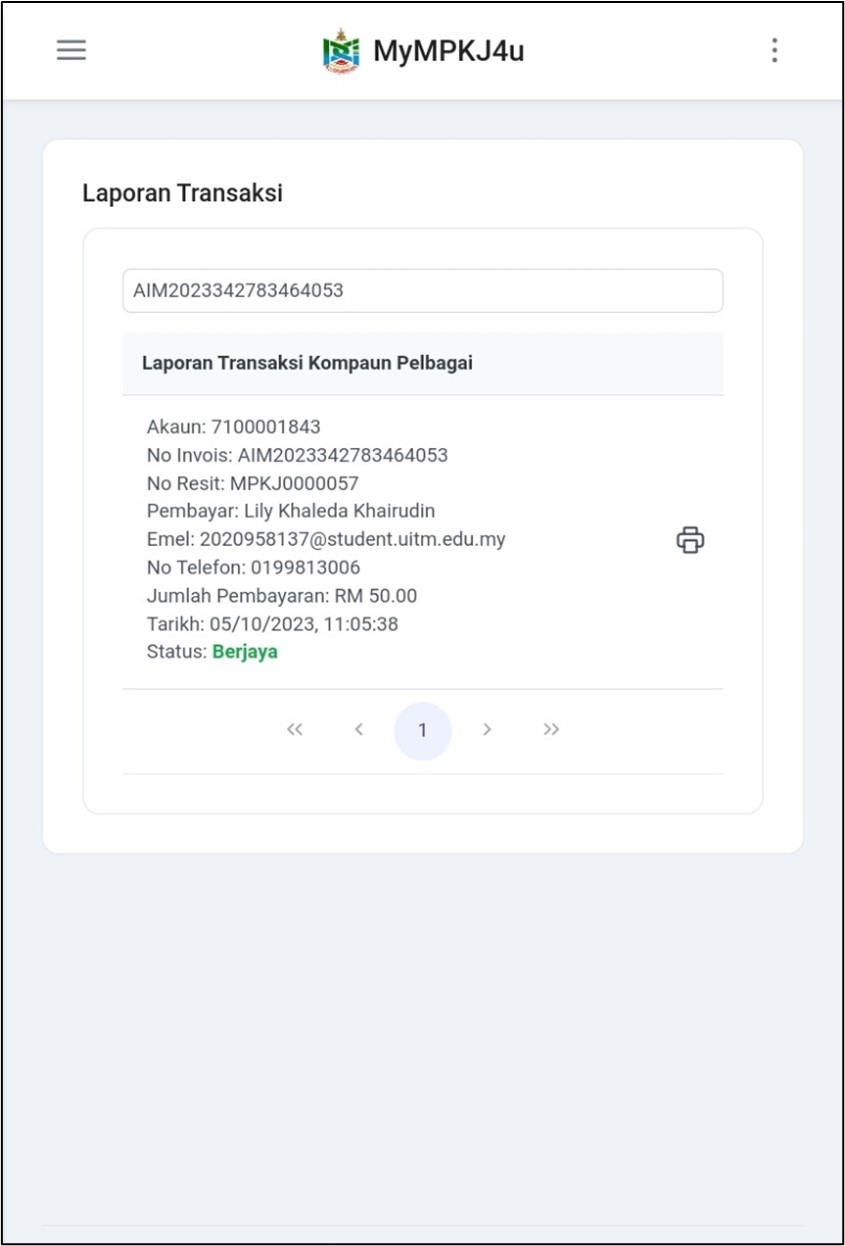 MyMPKJ4u
Laporan Transaksi
AIM2023342783464053
Laporan Transaksi Kompaun Pelbagai
Akaun: 7100001843
No Invois: AIM2023342783464053
No Resit: MPKJ0000057
Pembayar: Lily Khaleda Khairudin
Emel: 2020958137@student.uitm.edu.my
No Telefon: 0199813006
Jumlah Pembayaran: RM 50.00
Tarikh: 05/10/2023, 11:05:38
Status: Berjaya
1